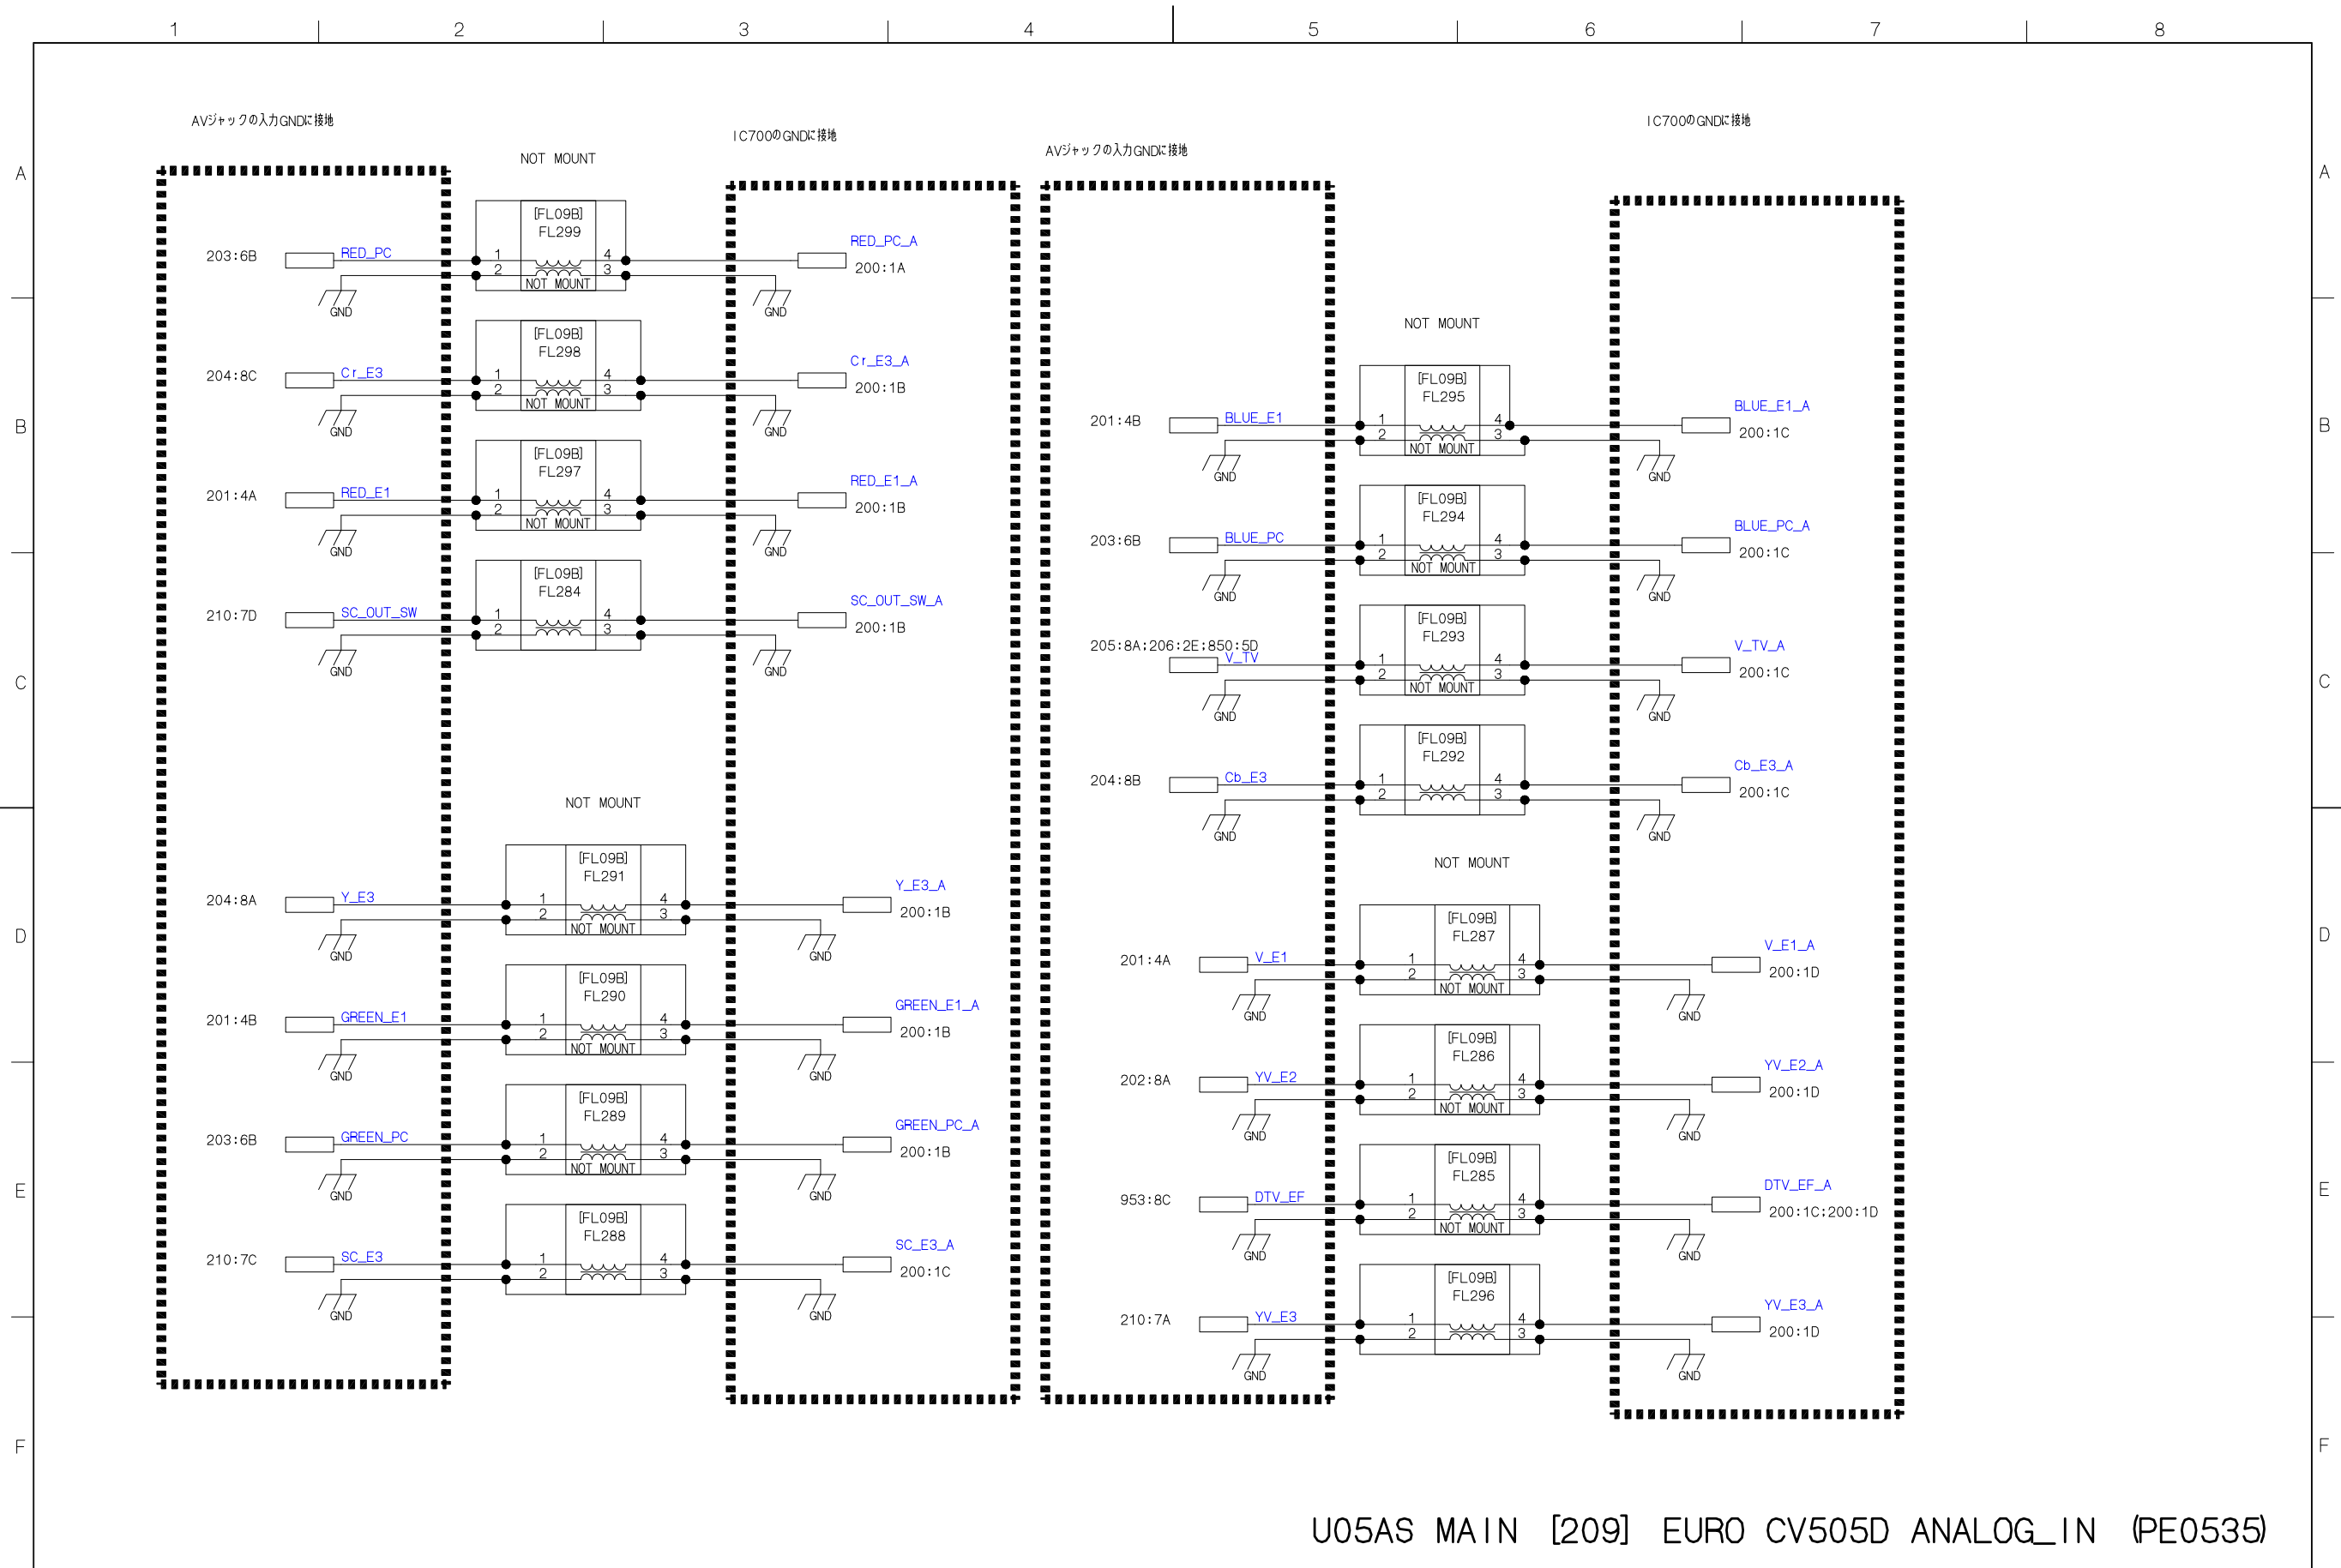 1 2 3 4 5 6 7 8
AVジャックの入力GNDに接地
IC700のGNDに接地
AVジャックの入力GNDに接地
IC700のGNDに接地
A A
B B
C C
D D
E E
F F
NOT MOUNT
203:6B RED_PC
[FL09B]
FL299
1 4
2 3
NOT MOUNT
RED_PC_A
200:1A
GND GND
204:8C Cr_E3
[FL09B]
FL298
1 4
2 3
NOT MOUNT
Cr_E3_A
200:1B
GND GND
201:4A RED_E1
[FL09B]
FL297
1 4
2 3
NOT MOUNT
RED_E1_A
200:1B
GND GND
210:7D SC_OUT_SW
[FL09B]
FL284
1 4
2 3
SC_OUT_SW_A
200:1B
GND GND
NOT MOUNT
204:8A Y_E3
[FL09B]
FL291
1 4
2 3
NOT MOUNT
Y_E3_A
200:1B
GND GND
201:4B GREEN_E1
[FL09B]
FL290
1 4
2 3
NOT MOUNT
GREEN_E1_A
200:1B
GND GND
203:6B GREEN_PC
[FL09B]
FL289
1 4
2 3
NOT MOUNT
GREEN_PC_A
200:1B
GND GND
210:7C SC_E3
[FL09B]
FL288
1 4
2 3
SC_E3_A
200:1C
GND GND
NOT MOUNT
201:4B BLUE_E1
[FL09B]
FL295
1 4
2 3
NOT MOUNT
BLUE_E1_A
200:1C
GND GND
203:6B BLUE_PC
[FL09B]
FL294
1 4
2 3
NOT MOUNT
BLUE_PC_A
200:1C
GND GND
205:8A;206:2E;850:5D
V_TV
[FL09B]
FL293
1 4
2 3
NOT MOUNT
V_TV_A
200:1C
GND GND
204:8B Cb_E3
[FL09B]
FL292
1 4
2 3
Cb_E3_A
200:1C
GND GND
NOT MOUNT
201:4A V_E1
[FL09B]
FL287
1 4
2 3
NOT MOUNT
V_E1_A
200:1D
GND GND
202:8A YV_E2
[FL09B]
FL286
1 4
2 3
NOT MOUNT
YV_E2_A
200:1D
GND GND
953:8C DTV_EF
[FL09B]
FL285
1 4
2 3
NOT MOUNT
DTV_EF_A
200:1C;200:1D
GND GND
210:7A YV_E3
[FL09B]
FL296
1 4
2 3
YV_E3_A
200:1D
GND GND
U05AS MAIN [209] EURO CV505D ANALOG_IN (PE0535)